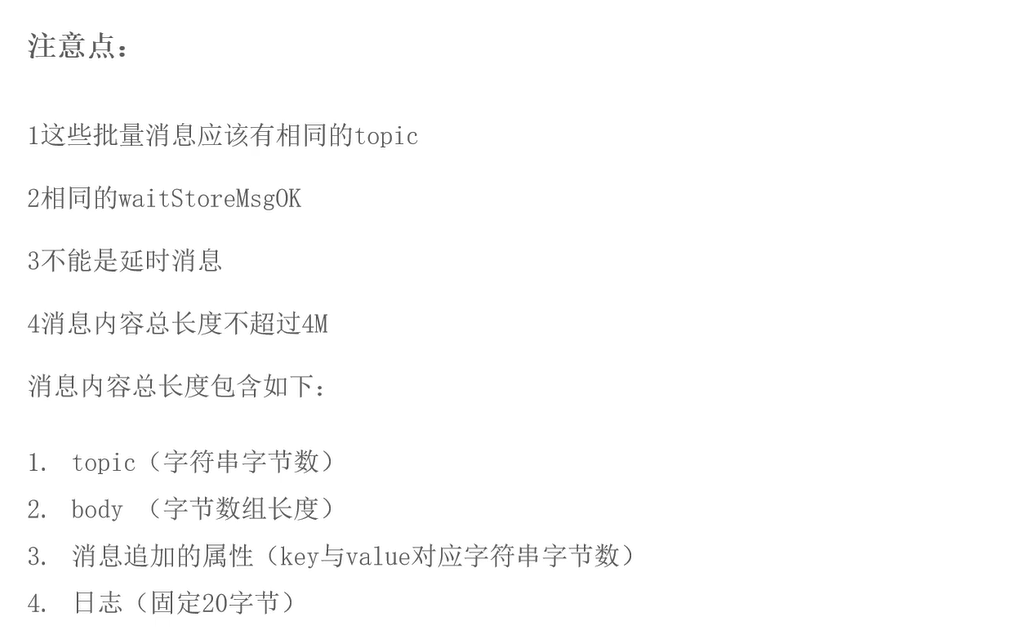 注意点：
1这些批量消息应该有相同的topic
2相同的waitStoreMsgOK
3不能是延时消息
4消息内容总长度不超过4M
消息内容总长度包含如下：
1. topic（字符串字节数）
2. body （字节数组长度）
3. 消息追加的属性（key与value对应字符串字节数）
4. 日志（固定20字节）